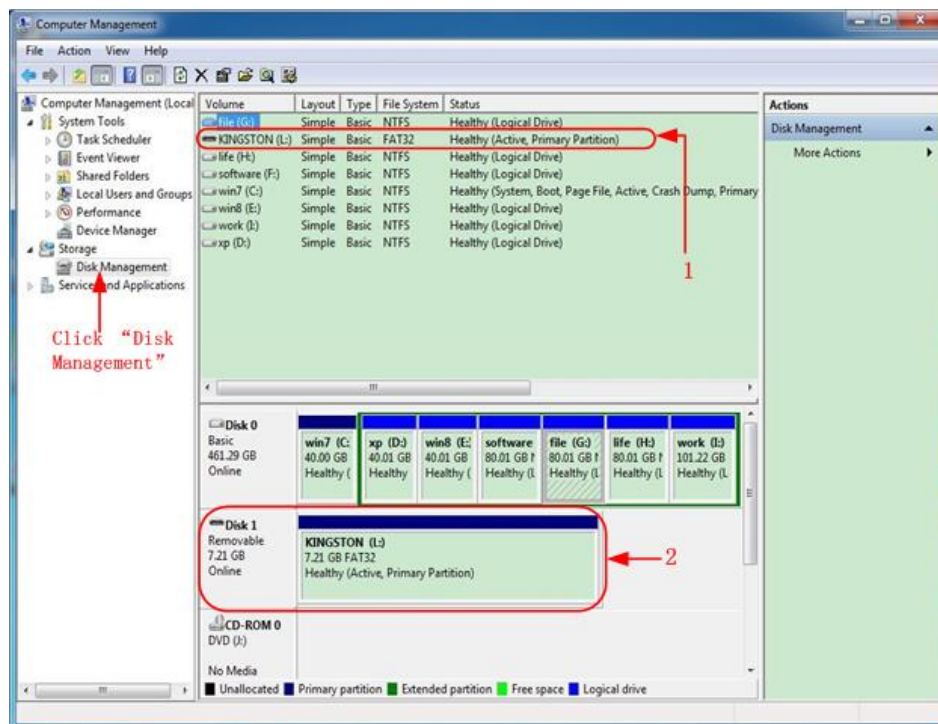 Computer Management
File Action View Help
Computer Management (Local
System Tools
Task Scheduler
Event Viewer
Shared Folders
Local Users and Groups
Performance
Device Manager
Storage
Disk Management
Services and Applications
Click “Disk
Management”
Volume Layout Type File System Status
file (G:) Simple Basic NTFS Healthy (Logical Drive)
KINGSTON (L:) Simple Basic FAT32 Healthy (Active, Primary Partition)
life (H:) Simple Basic NTFS Healthy (Logical Drive)
software (F:) Simple Basic NTFS Healthy (Logical Drive)
win7 (C:) Simple Basic NTFS Healthy (System, Boot, Page File, Active, Crash Dump, Primary
win8 (E:) Simple Basic NTFS Healthy (Logical Drive)
work (I:) Simple Basic NTFS Healthy (Logical Drive)
xp (D:) Simple Basic NTFS Healthy (Logical Drive)
1
Disk 0
Basic
461.29 GB
Online
win7 (C: xp (D:) win8 (E: software file (G:) life (H:) work (I:)
40.00 GB 40.01 GB 40.01 GB 80.01 GB 80.01 GB 80.01 GB 101.22 GB
Healthy ( Healthy Healthy ( Healthy (L Healthy (L Healthy (L Healthy (L
Disk 1
Removable
7.21 GB
Online
KINGSTON (L:)
7.21 GB FAT32
Healthy (Active, Primary Partition)
2
CD-ROM 0
DVD (J:)
No Media
Unallocated Primary partition Extended partition Free space Logical drive
Actions
Disk Management
More Actions